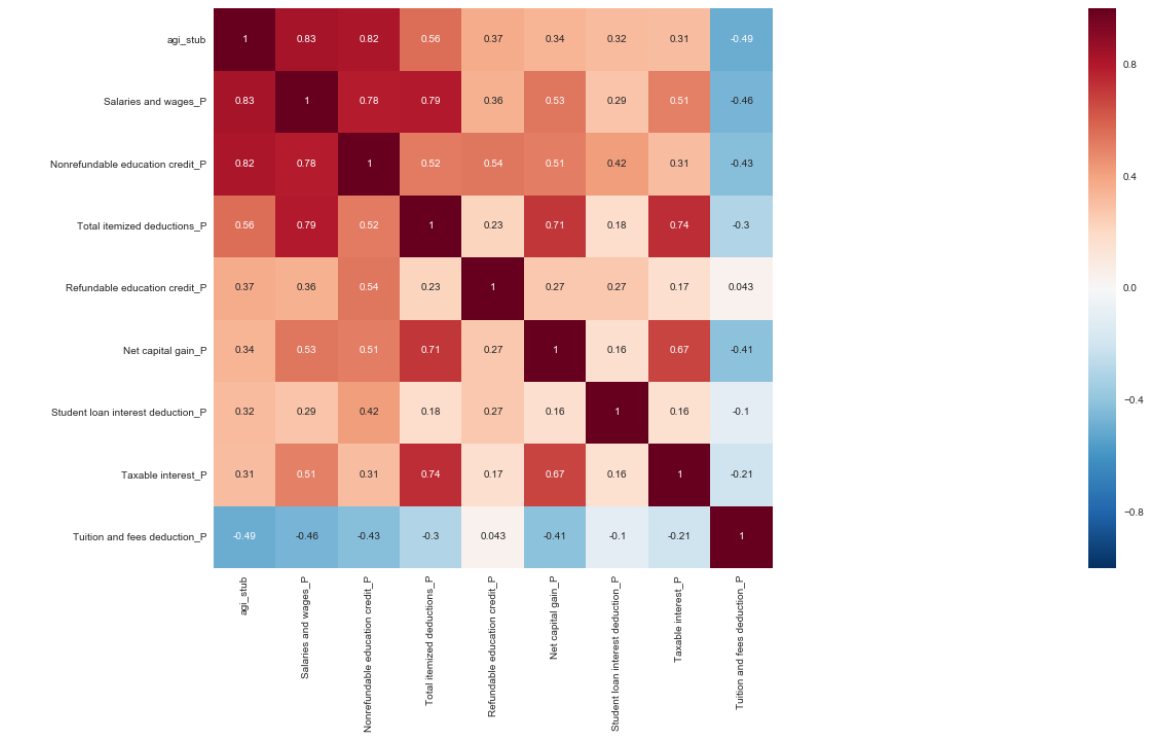 agi_stub 1 0.83 0.82 0.56 0.37 0.34 0.32 0.31 -0.49
Salaries and wages_P 0.83 1 0.78 0.79 0.36 0.53 0.29 0.51 -0.46
Nonrefundable education credit_P 0.82 0.78 1 0.52 0.54 0.51 0.42 0.31 -0.43
Total itemized deductions_P 0.56 0.79 0.52 1 0.23 0.71 0.18 0.74 -0.3
Refundable education credit_P 0.37 0.36 0.54 0.23 1 0.27 0.27 0.17 0.043
Net capital gain_P 0.34 0.53 0.51 0.71 0.27 1 0.16 0.67 -0.41
Student loan interest deduction_P 0.32 0.29 0.42 0.18 0.27 0.16 1 0.16 -0.1
Taxable interest_P 0.31 0.51 0.31 0.74 0.17 0.67 0.16 1 -0.21
Tuition and fees deduction_P -0.49 -0.46 -0.43 -0.3 0.043 -0.41 -0.1 -0.21 1
agi_stub
Salaries and wages_P
Nonrefundable education credit_P
Total itemized deductions_P
Refundable education credit_P
Net capital gain_P
Student loan interest deduction_P
Taxable interest_P
Tuition and fees deduction_P
0.8
0.4
0.0
−0.4
−0.8